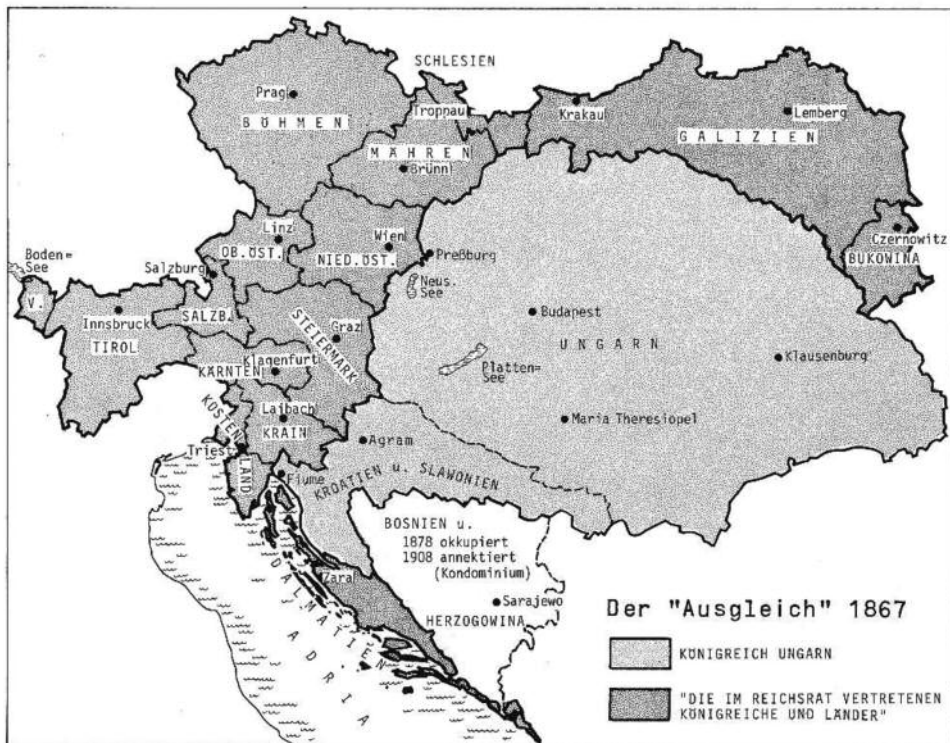 SCHLESIEN
Prag
BÖHMEN
Troppau
Krakau
Lemberg
GALIZIEN
MÄHREN
Brünn
Linz
OB.ÖST.
Wien
NIED.ÖST.
Preßburg
Czernowitz
BUKOWINA
Boden=
See
Salzburg
Neus.
See
V.
Innsbruck
TIROL
SALZB.
STEIERMARK
Graz
Budapest
UNGARN
Platten=
See
Klausenburg
KÄRNTEN
Klagenfurt
Laibach
KRAIN
KÜSTEN
LAND
Triest
Agram
Maria Theresiopel
Fiume
KROATIEN u. SLAWONIEN
BOSNIEN u.
1878 okkupiert
1908 annektiert
(Kondominium)
Zara
Sarajewo
HERZOGOWINA
DALMATIEN
ADRIA
Der "Ausgleich" 1867
KÖNIGREICH UNGARN
"DIE IM REICHSRAT VERTRETENEN
KÖNIGREICHE UND LÄNDER"